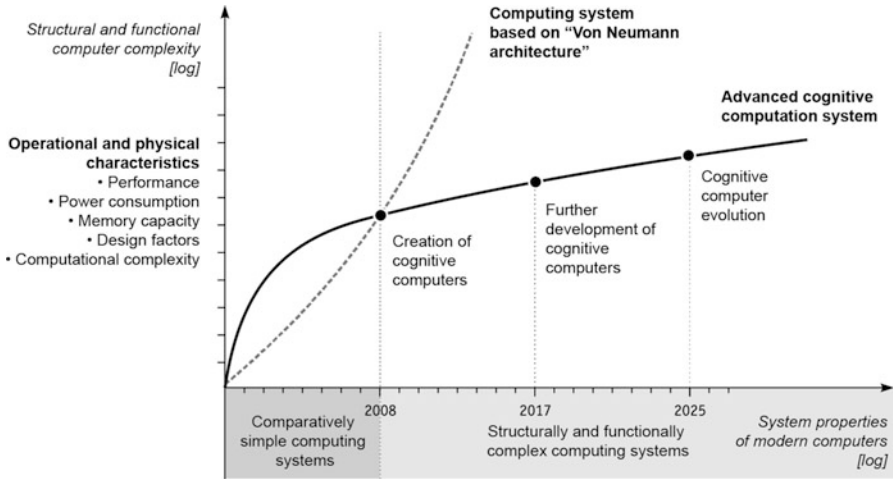 Structural and functional
computer complexity
[log]
Computing system
based on “Von Neumann
architecture”
Advanced cognitive
computation system
Operational and physical
characteristics
• Performance
• Power consumption
• Memory capacity
• Design factors
• Computational complexity
Creation of
cognitive
computers
Further
development of
cognitive
computers
Cognitive
computer
evolution
2008
2017
2025
Comparatively
simple computing
systems
Structurally and functionally
complex computing systems
System properties
of modern computers
[log]